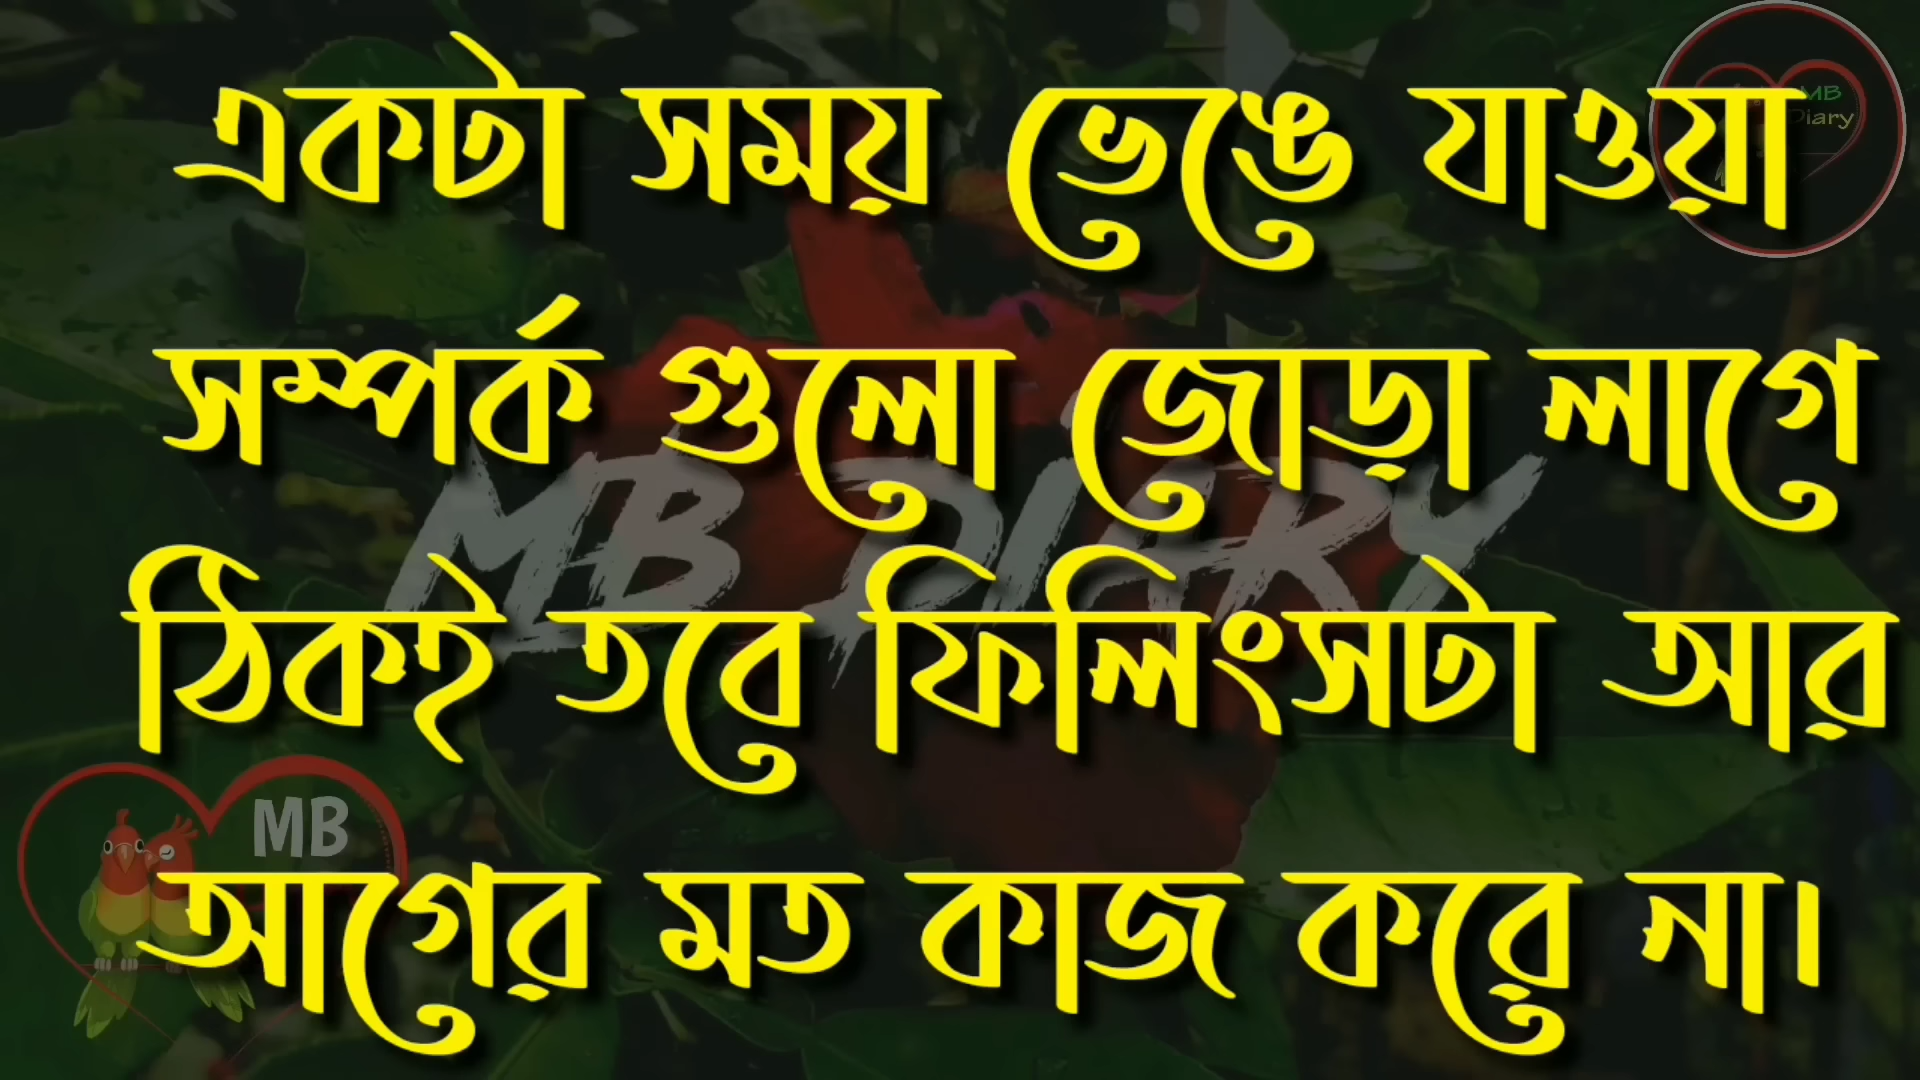 একটা সময় ভেঙে যাওয়া
সম্পর্ক গুলো জোড়া লাগে
ঠিকই তবে ফিলিংসটা আর
আগের মত কাজ করে না।
MB Diary
MB DIARY
MB